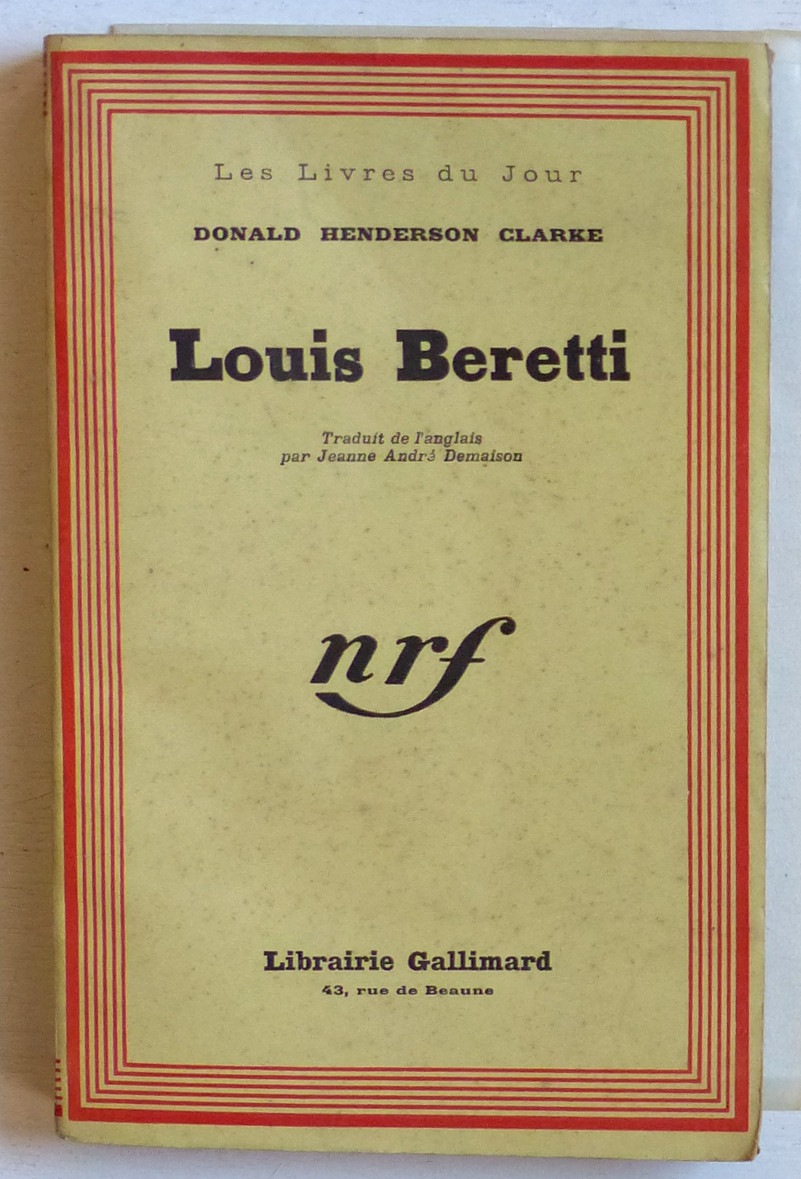 Les Livres du Jour
DONALD HENDERSON CLARKE
Louis Beretti
Traduit de l'anglais
par Jeanne André Demaison
nrf
Librairie Gallimard
43, rue de Beaune